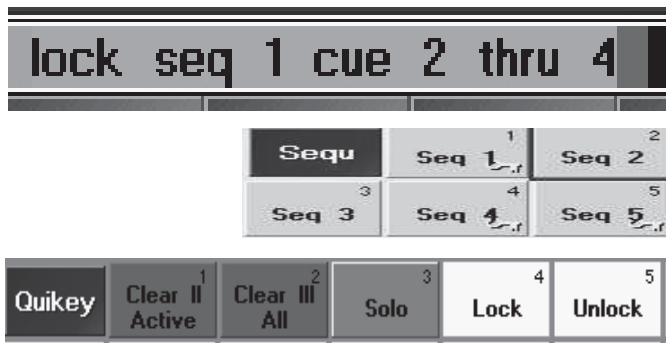 lock seq 1 cue 2 thru 4
1 2
Sequ Seq 1 Seq 2
3 4 5
Seq 3 Seq 4 Seq 5
1 2 3 4 5
Quikey Clear II Active Clear III All Solo Lock Unlock